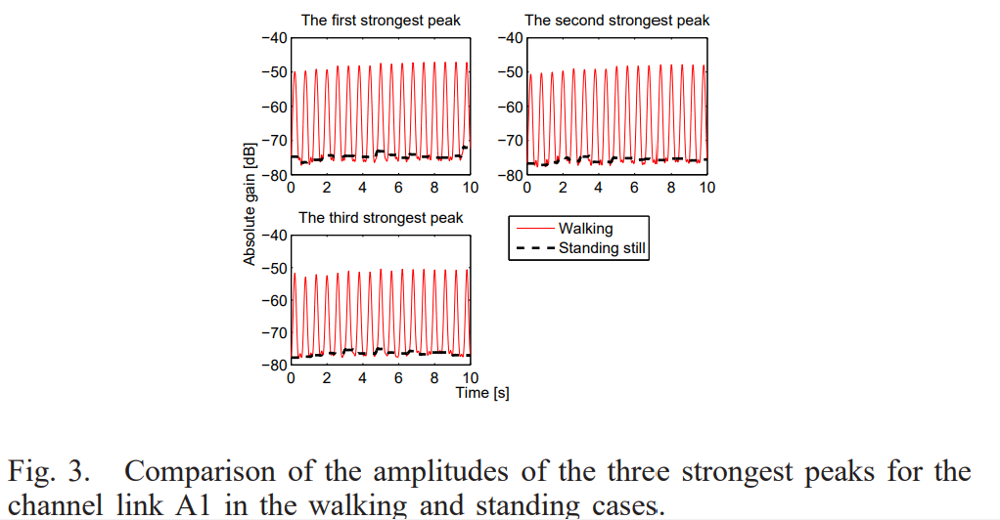 The first strongest peak
−40
−50
−60
−70
−80
0 2 4 6 8 10
The second strongest peak
−40
−50
−60
−70
−80
0 2 4 6 8 10
Absolute gain [dB]
The third strongest peak
−40
−50
−60
−70
−80
0 2 4 6 8 10
Time [s]
Walking
Standing still
Fig. 3. Comparison of the amplitudes of the three strongest peaks for the
channel link A1 in the walking and standing cases.